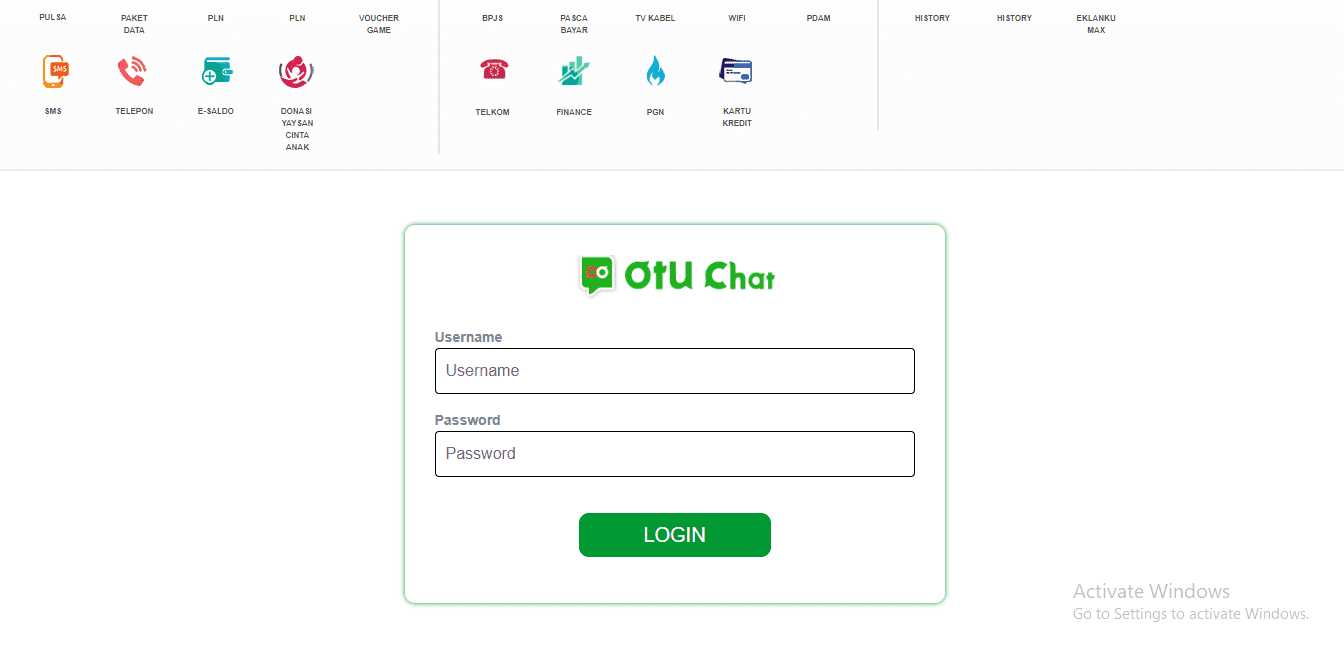 PULSA
PAKET
DATA
PLN
PLN
VOUCHER
GAME
BPJS
PASCA
BAYAR
TV KABEL
WIFI
PDAM
HISTORY
HISTORY
EKLANKU
MAX
SMS
SMS
TELEPON
E-SALDO
DONASI
YAYSAN
CINTA
ANAK
TELKOM
FINANCE
PGN
KARTU
KREDIT
OTU Chat
Username
Username
Password
Password
LOGIN
Activate Windows
Go to Settings to activate Windows.